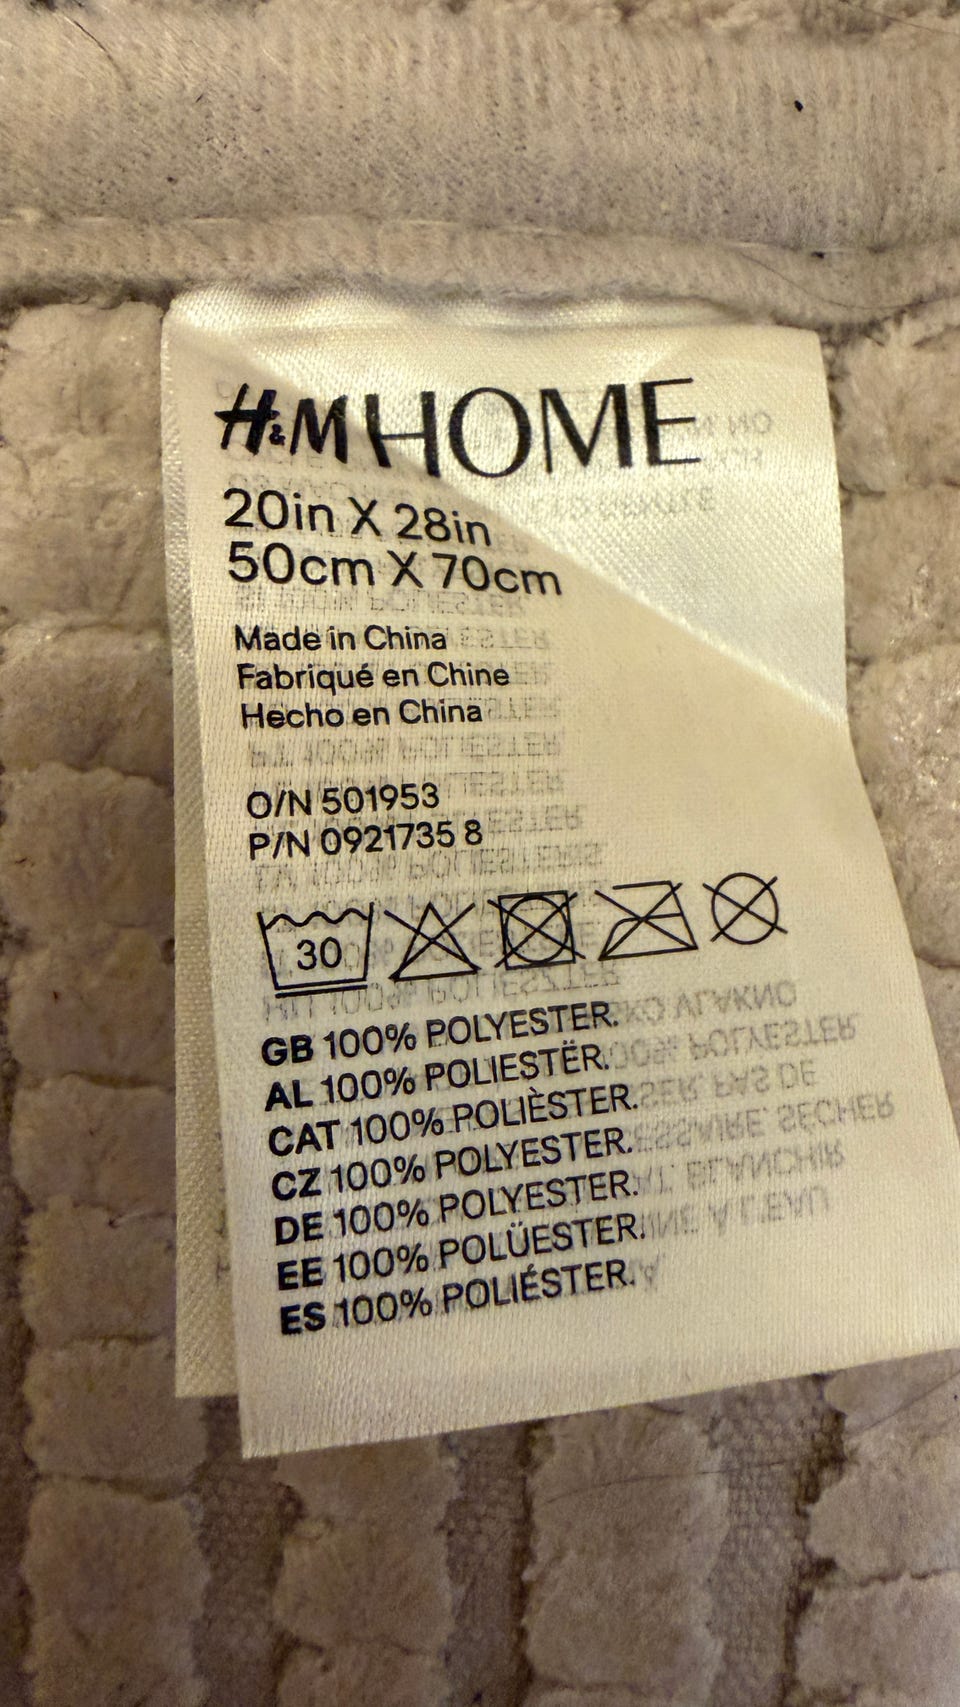 H&M HOME
20in X 28in
50cm X 70cm
Made in China
Fabriqué en Chine
Hecho en China
O/N 501953
P/N 0921735 8
30
GB 100% POLYESTER.
AL 100% POLIESTËR.
CAT 100% POLIÈSTER.
CZ 100% POLYESTER.
DE 100% POLYESTER.
EE 100% POLÜESTER.
ES 100% POLIÉSTER.